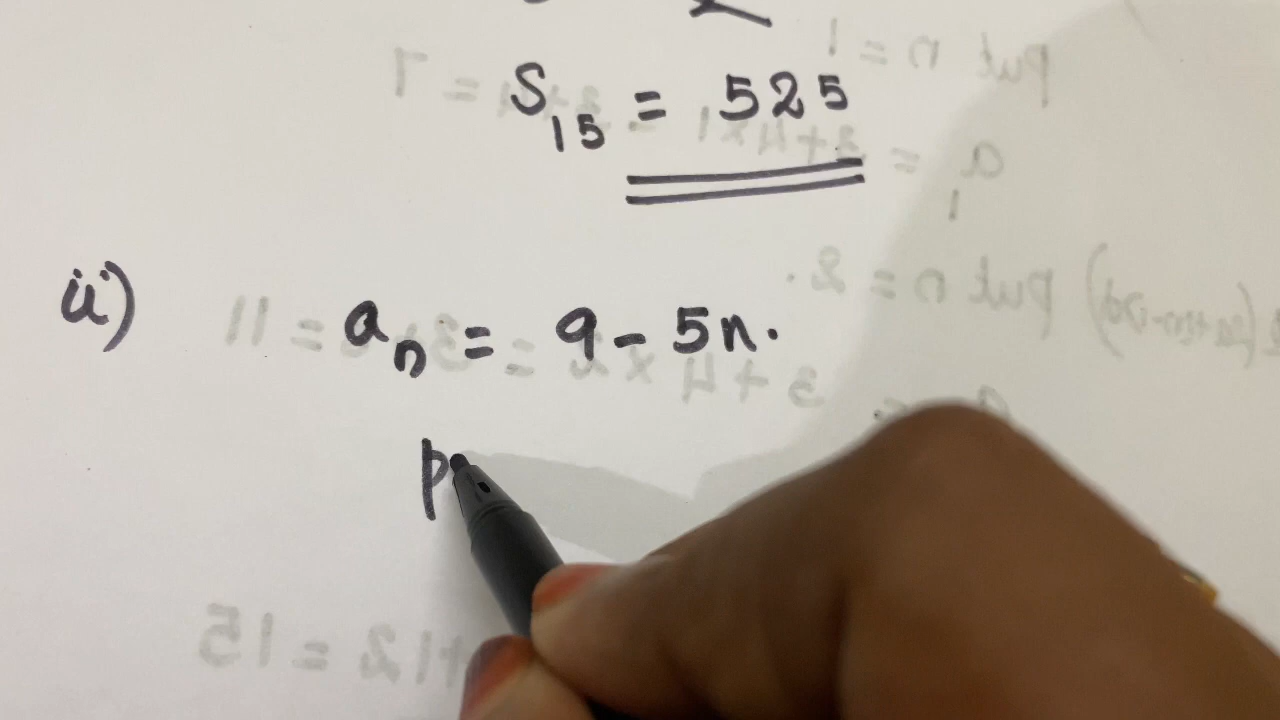 S₁₅ = 525
ii) aₙ = 9 - 5n.
p